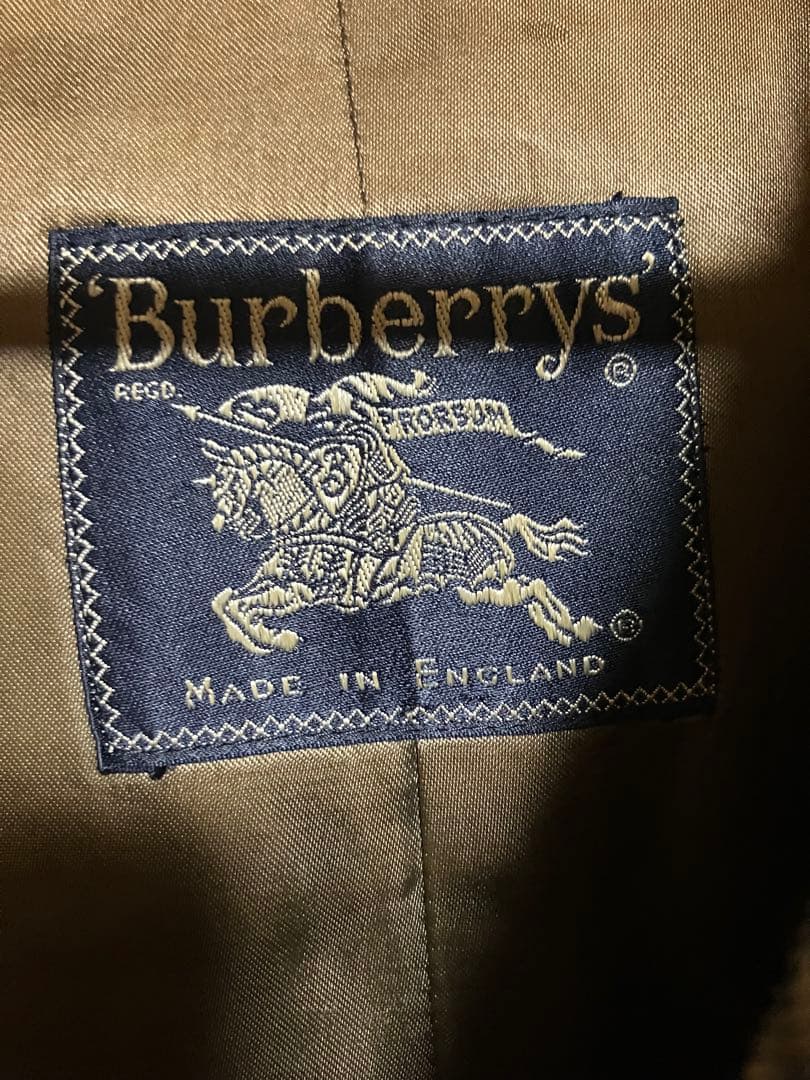 'Burberrys'
REGD. ®
PRORSUM
®
MADE IN ENGLAND